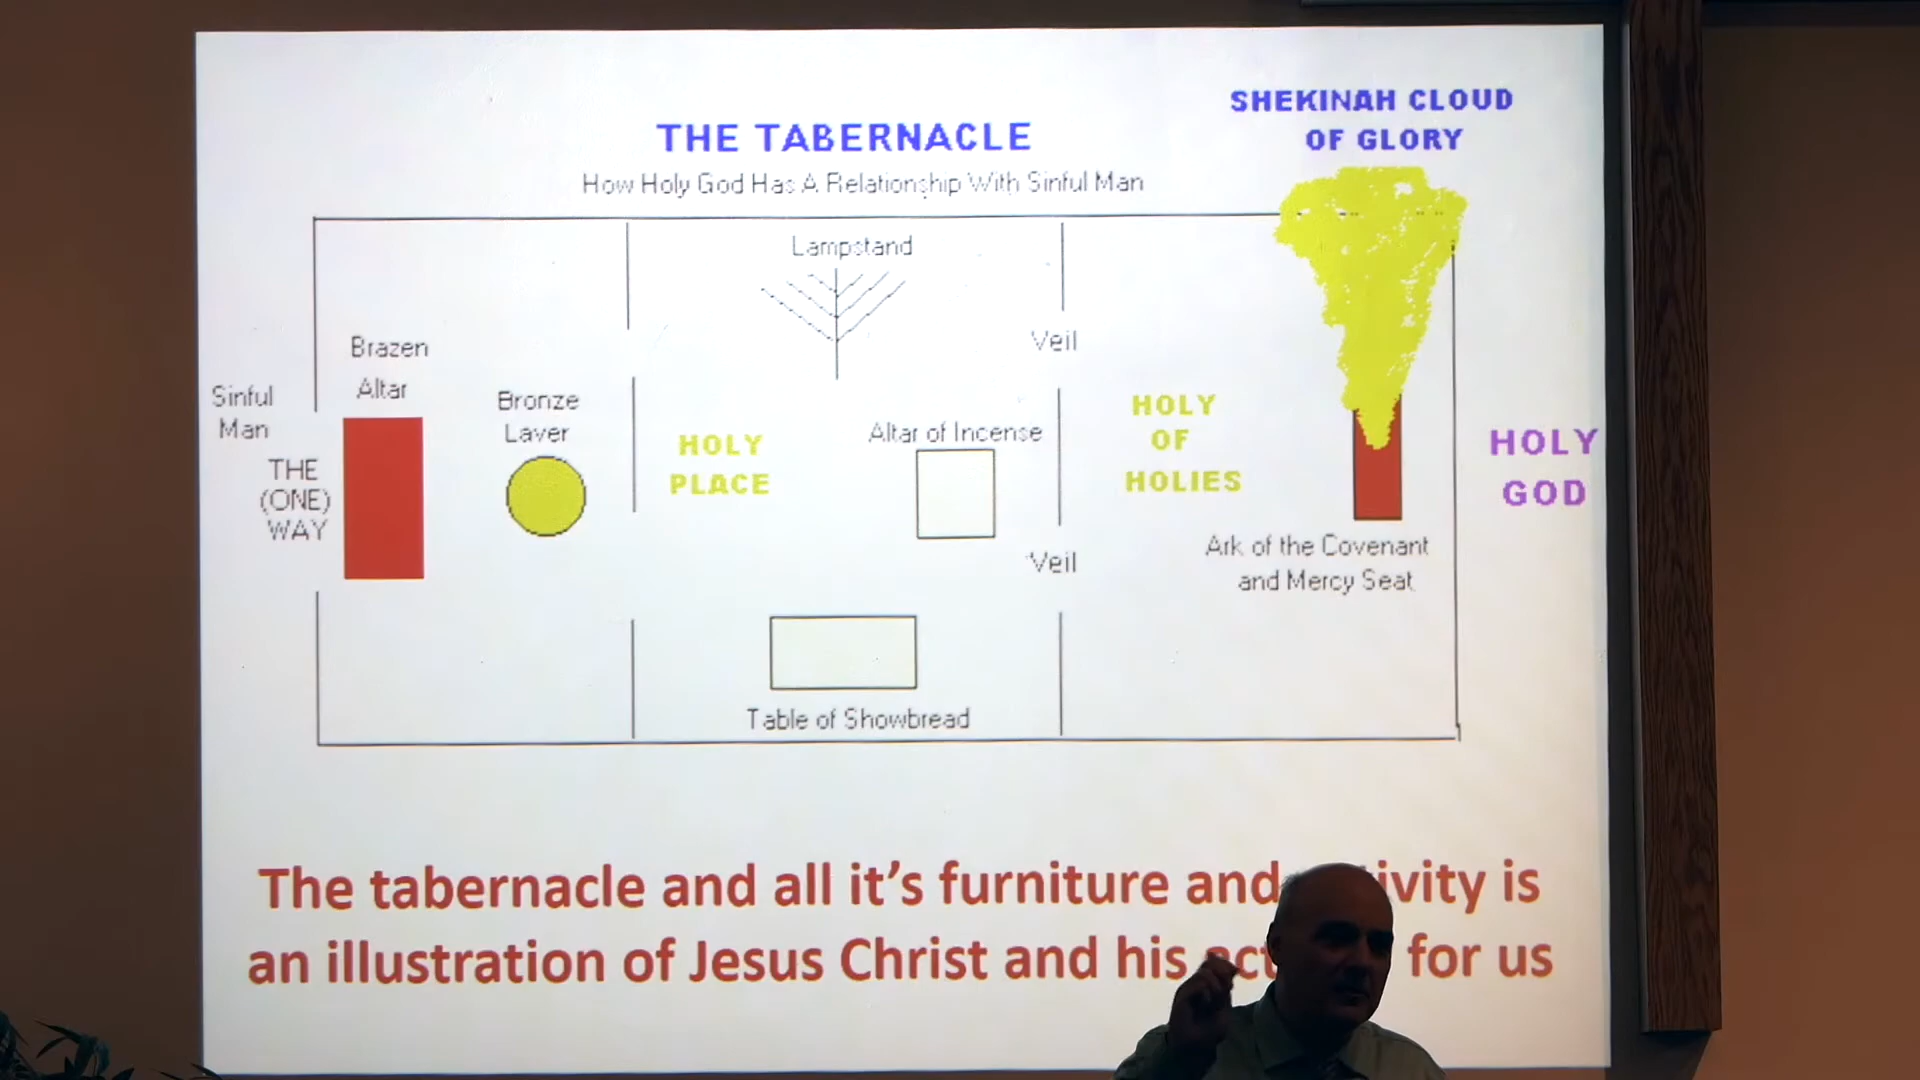 SHEKINAH CLOUD
OF GLORY
THE TABERNACLE
How Holy God Has A Relationship With Sinful Man
Lampstand
Veil
Brazen
Altar
Sinful
Man
THE
(ONE)
WAY
Bronze
Laver
HOLY
PLACE
Altar of Incense
HOLY
OF
HOLIES
HOLY
GOD
Ark of the Covenant
and Mercy Seat
Veil
Table of Showbread
The tabernacle and all it’s furniture and is
an illustration of Jesus Christ and his for us